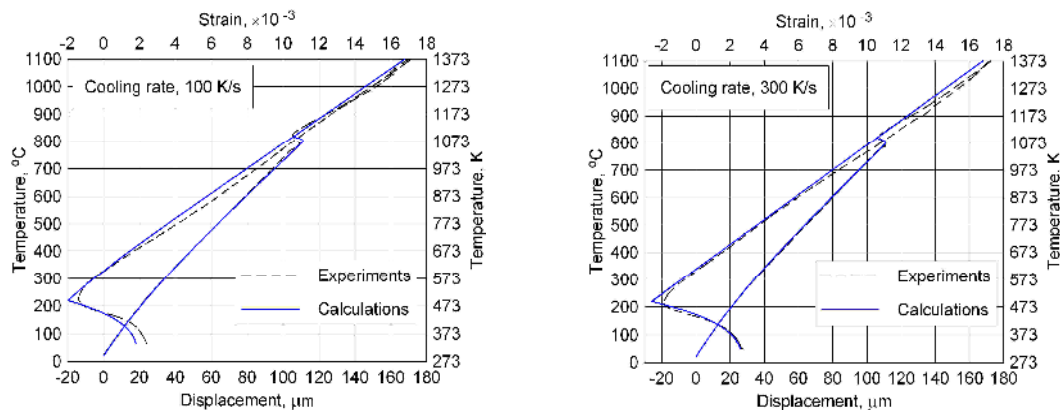 Strain, ×10⁻³
-2 0 2 4 6 8 10 12 14 16 18
1100 1373
1000 1273
900 1173
800 1073
700 973
600 873
500 773
400 673
300 573
200 473
100 373
0 273
Cooling rate, 100 K/s
Temperature, °C
Temperature, K
Experiments
Calculations
-20 0 20 40 60 80 100 120 140 160 180
Displacement, μm
Strain, ×10⁻³
-2 0 2 4 6 8 10 12 14 16 18
1100 1373
1000 1273
900 1173
800 1073
700 973
600 873
500 773
400 673
300 573
200 473
100 373
0 273
Cooling rate, 300 K/s
Temperature, °C
Temperature, K
Experiments
Calculations
-20 0 20 40 60 80 100 120 140 160 180
Displacement, μm